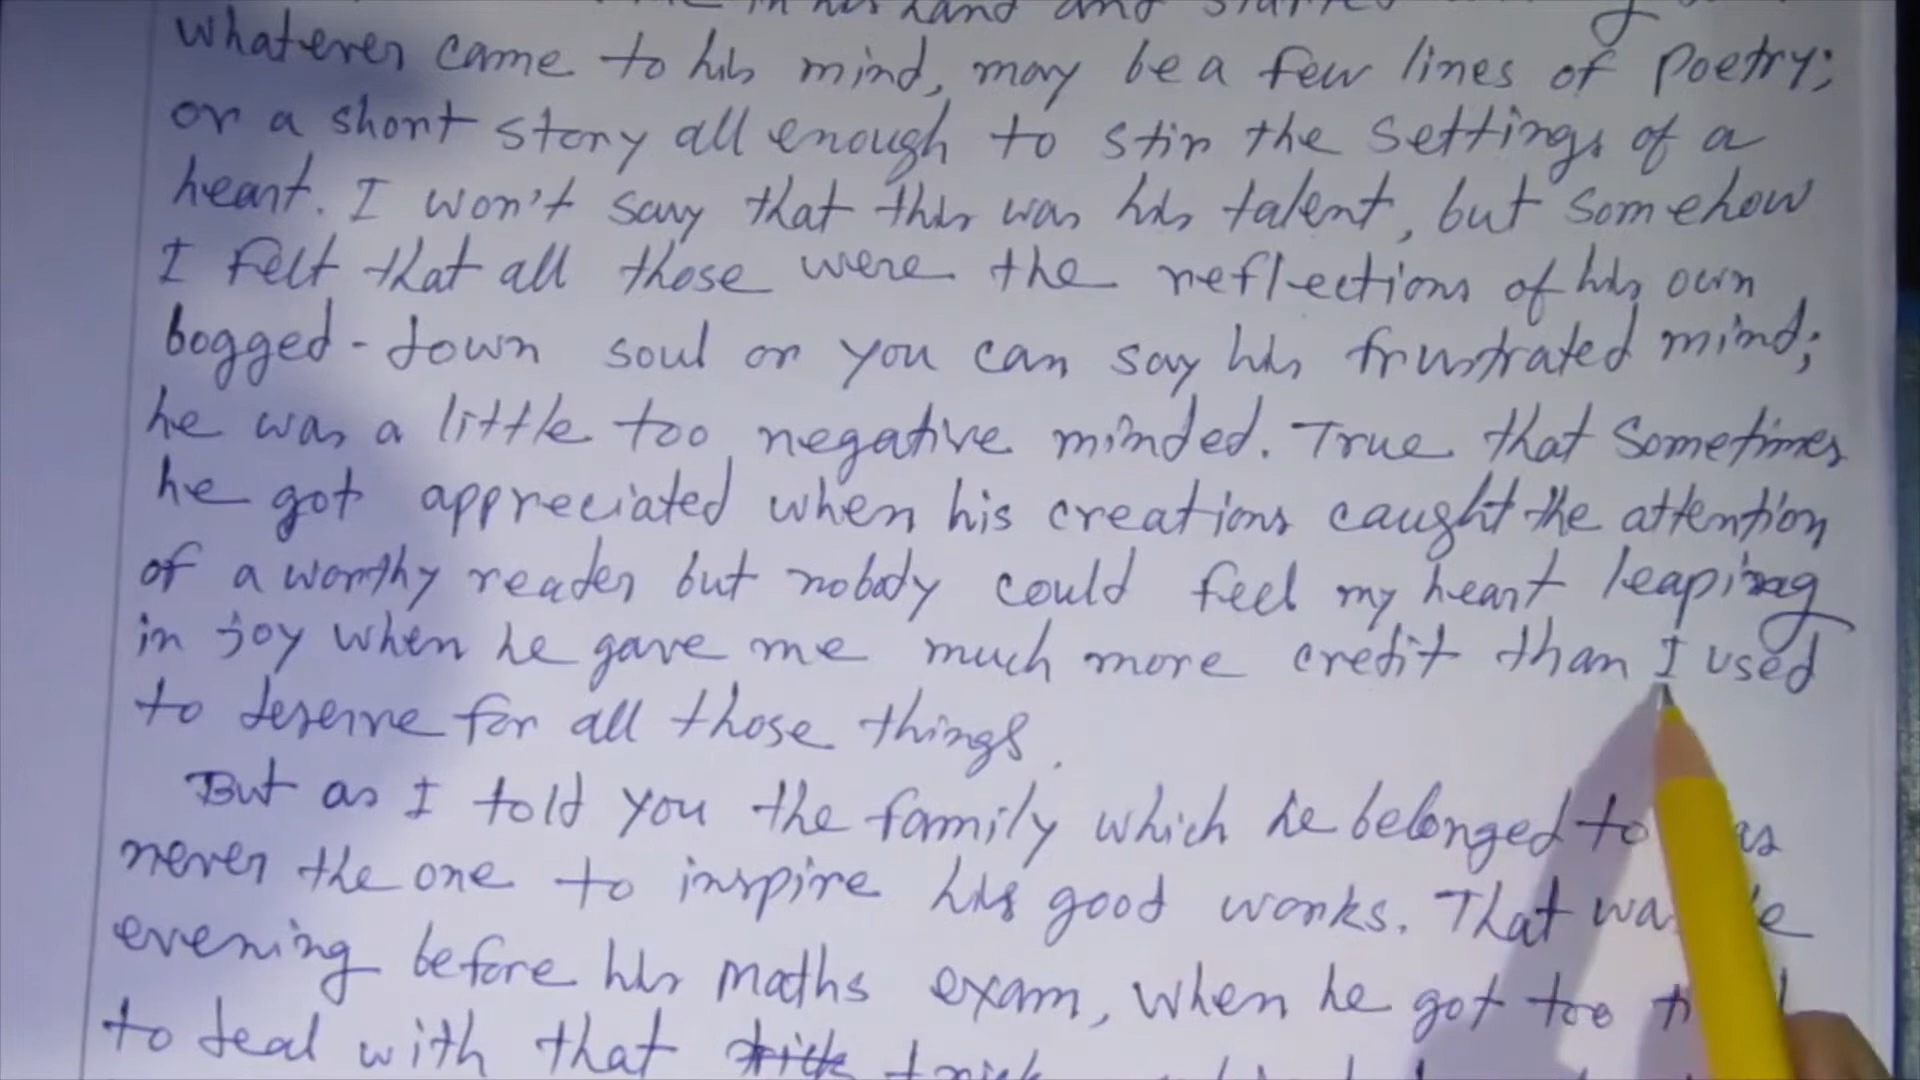 in his hand and started
whatever came to his mind, may be a few lines of poetry;
or a short story all enough to stir the settings of a
heart. I won't say that this was his talent, but somehow
I felt that all those were the reflections of his own
bogged-down soul or you can say his frustrated mind;
he was a little too negative minded. True that sometimes
he got appreciated when his creations caught the attention
of a worthy reader but nobody could feel my heart leaping
in joy when he gave me much more credit than I used
to deserve for all those things.
But as I told you the family which he belonged to
never the one to inspire his good works. That
evening before his maths exam, when he got too
to deal with that